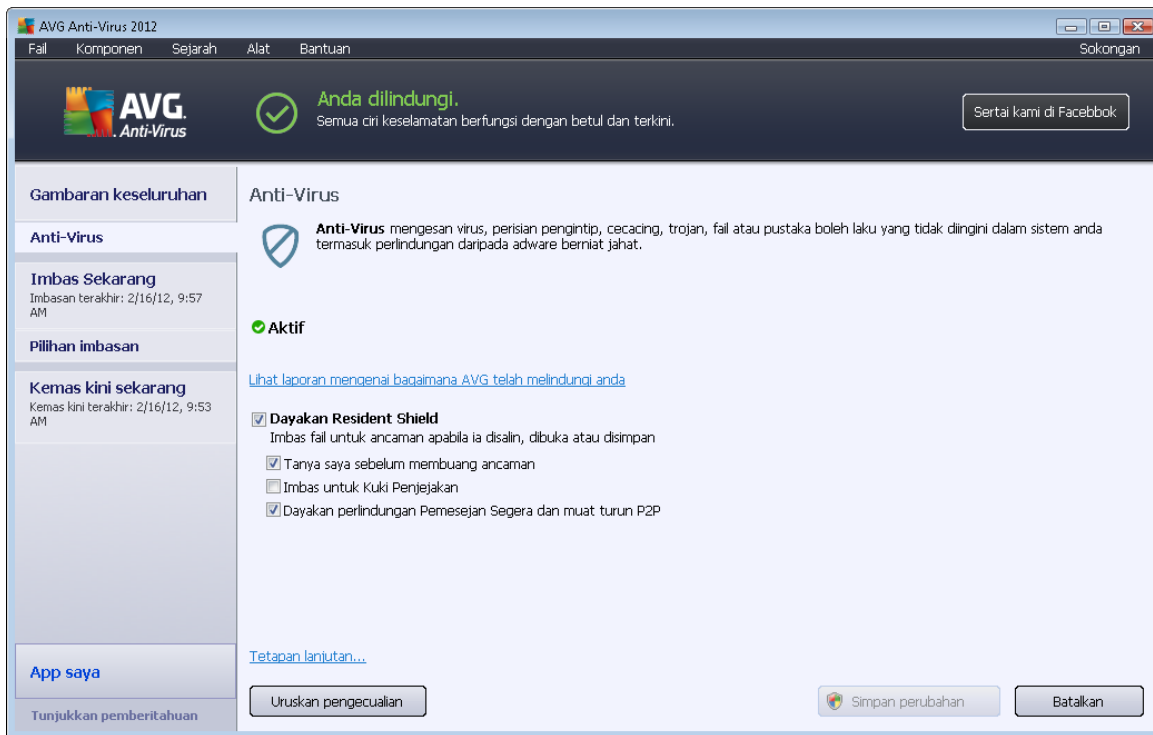 AVG Anti-Virus 2012
Fail Komponen Sejarah Alat Bantuan Sokongan
AVG.
Anti-Virus
Anda dilindungi.
Semua ciri keselamatan berfungsi dengan betul dan terkini.
Sertai kami di Facebbok
Gambaran keseluruhan
Anti-Virus
Imbas Sekarang
Imbasan terakhir: 2/16/12, 9:57
AM
Pilihan imbasan
Kemas kini sekarang
Kemas kini terakhir: 2/16/12, 9:53
AM
App saya
Tunjukkan pemberitahuan
Anti-Virus
Anti-Virus mengesan virus, perisian pengintip, cecacing, trojan, fail atau pustaka boleh laku yang tidak diingini dalam sistem anda
termasuk perlindungan daripada adware berniat jahat.
Aktif
Lihat laporan mengenai bagaimana AVG telah melindungi anda
Dayakan Resident Shield
Imbas fail untuk ancaman apabila ia disalin, dibuka atau disimpan
Tanya saya sebelum membuang ancaman
Imbas untuk Kuki Penjejakan
Dayakan perlindungan Pemesejan Segera dan muat turun P2P
Tetapan lanjutan...
Uruskan pengecualian
Simpan perubahan
Batalkan